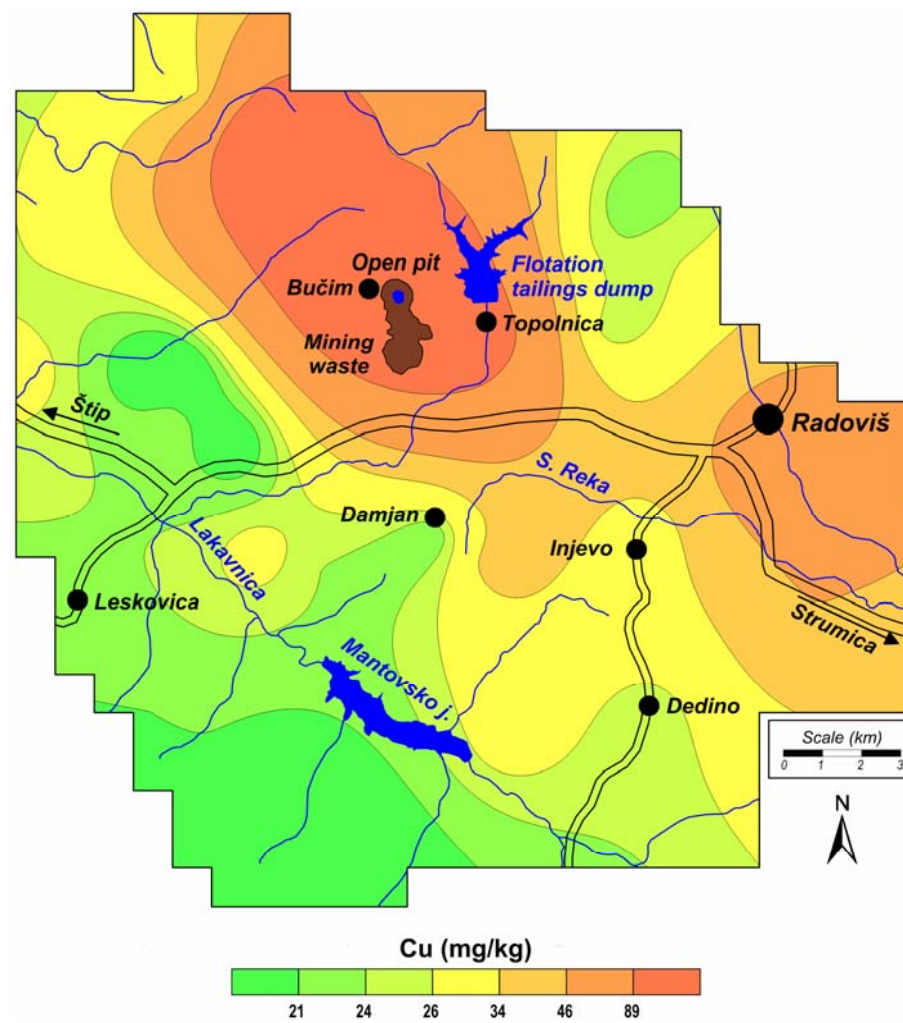 Open pit
Bučim
Flotation
tailings dump
Topolnica
Mining
waste
Štip
Radoviš
S. Reka
Damjan
Injevo
Lakavnica
Leskovica
Strumica
Mantovsko j.
Dedino
Scale (km)
0 1 2 3
N
Cu (mg/kg)
21 24 26 34 46 89